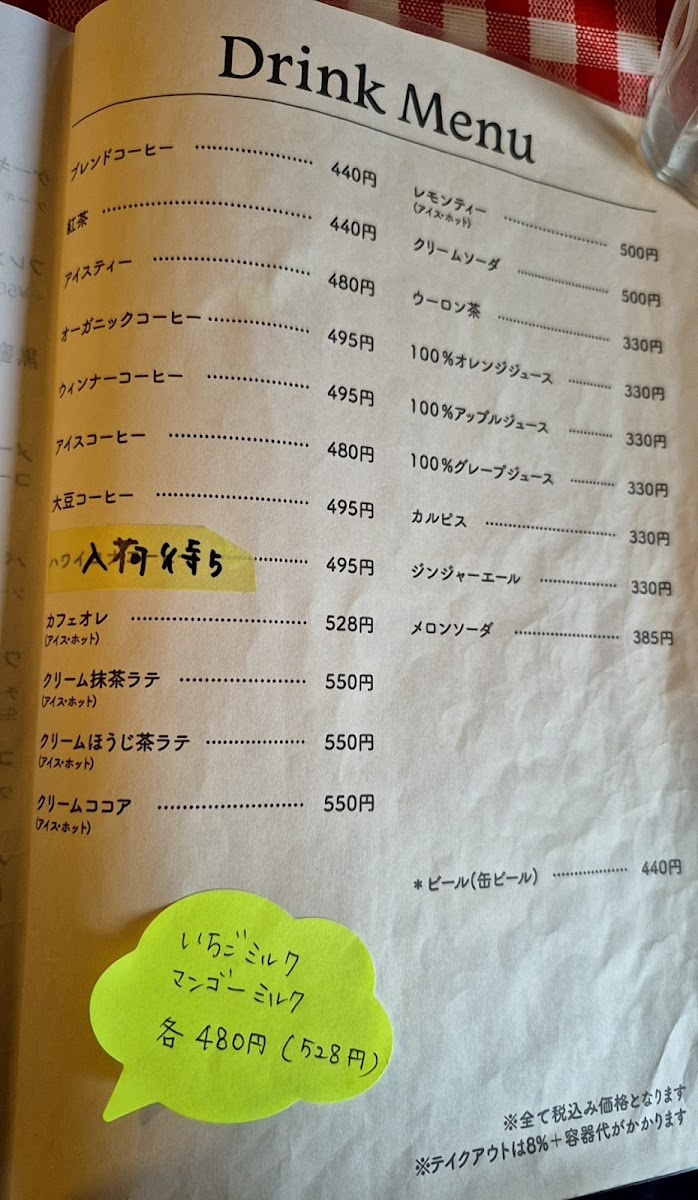 Drink Menu
ブレンドコーヒー ………… 440円
紅茶 ………… 440円
アイスティー ………… 480円
オーガニックコーヒー ………… 495円
ウィンナーコーヒー ………… 495円
アイスコーヒー ………… 480円
大豆コーヒー ………… 495円
入荷待ち ………… 495円
カフェオレ ………… 528円
(アイス・ホット)
クリーム抹茶ラテ ………… 550円
(アイス・ホット)
クリームほうじ茶ラテ ………… 550円
(アイス・ホット)
クリームココア ………… 550円
(アイス・ホット)
レモンティー ………… 500円
(アイス・ホット)
クリームソーダ ………… 500円
ウーロン茶 ………… 330円
100%オレンジジュース ………… 330円
100%アップルジュース ………… 330円
100%グレープジュース ………… 330円
カルピス ………… 330円
ジンジャーエール ………… 330円
メロンソーダ ………… 385円
*ビール(缶ビール) ………… 440円
いちごミルク
マンゴーミルク
各 480円(528円)
※全て税込み価格となります
※テイクアウトは8%+容器代がかかります